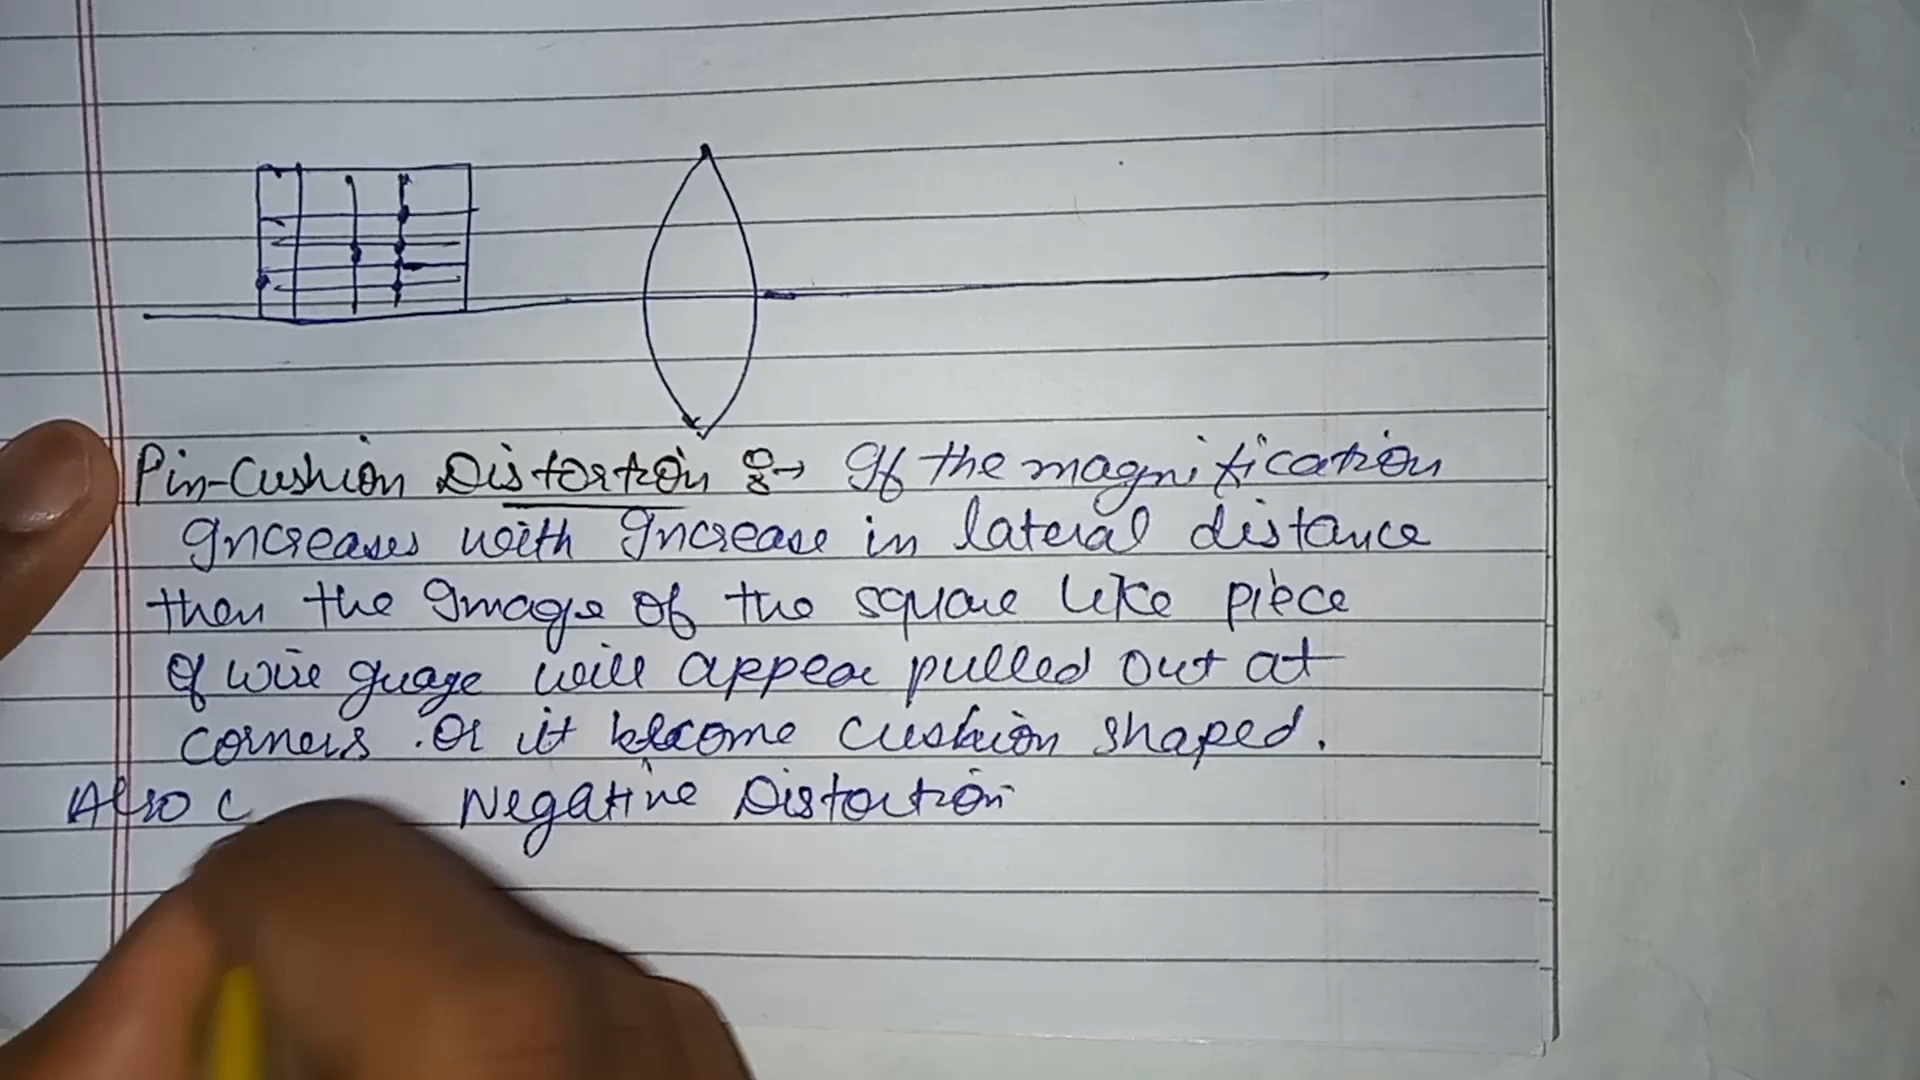 Pin-Cushion Distortion :→ If the magnification
Increases with Increase in lateral distance
then the Image of the square like piece
of wire guage will appear pulled out at
corners. Or it become cushion shaped.
Also c Negative Distortion